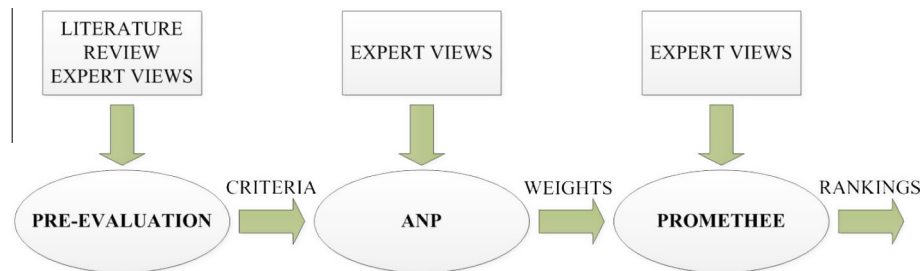 LITERATURE
REVIEW
EXPERT VIEWS
EXPERT VIEWS
EXPERT VIEWS
CRITERIA
WEIGHTS
RANKINGS
PRE-EVALUATION
ANP
PROMETHEE